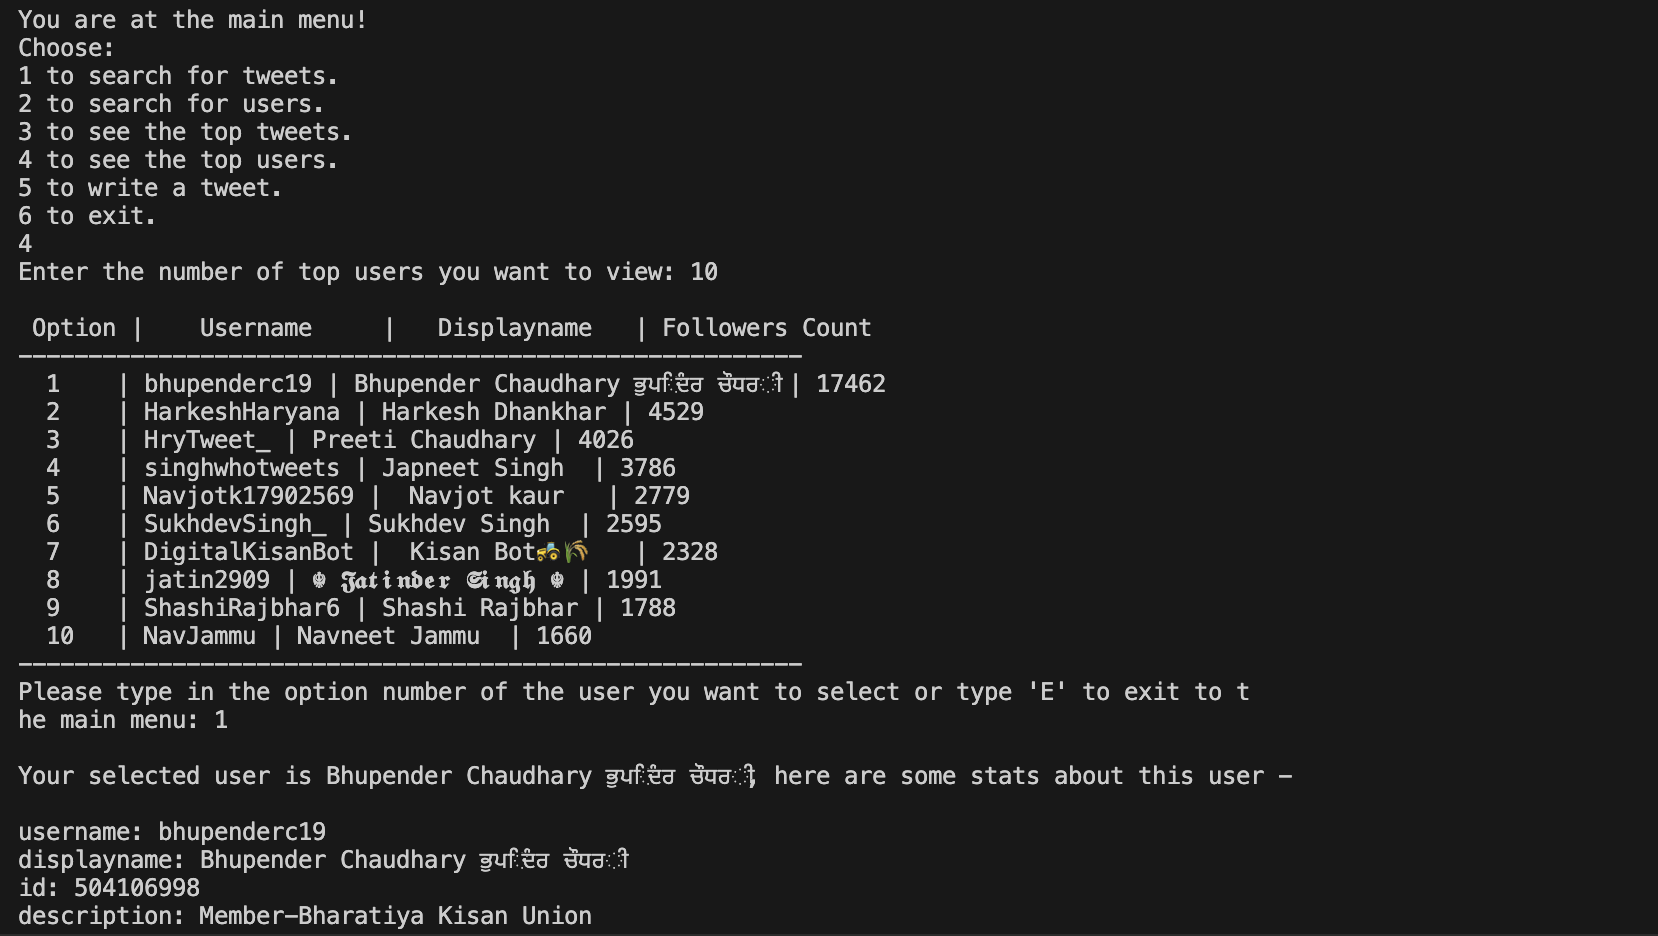 You are at the main menu!
Choose:
1 to search for tweets.
2 to search for users.
3 to see the top tweets.
4 to see the top users.
5 to write a tweet.
6 to exit.
4
Enter the number of top users you want to view: 10
Option | Username | Displayname | Followers Count
--------------------------------------------------------
1 | bhupenderc19 | Bhupender Chaudhary ਭੁਪਿੰਦਰ ਚੌਧਰੀ | 17462
2 | HarkeshHaryana | Harkesh Dhankhar | 4529
3 | HryTweet_ | Preeti Chaudhary | 4026
4 | singhwhotweets | Japneet Singh | 3786
5 | Navjotk17902569 | Navjot kaur | 2779
6 | SukhdevSingh_ | Sukhdev Singh | 2595
7 | DigitalKisanBot | Kisan Bot🚜🌾 | 2328
8 | jatin2909 | ☬ 𝕵𝖆𝖙𝖎𝖓𝖉𝖊𝖗 𝕾𝖎𝖓𝖌𝖍 ☬ | 1991
9 | ShashiRajbhar6 | Shashi Rajbhar | 1788
10 | NavJammu | Navneet Jammu | 1660
--------------------------------------------------------
Please type in the option number of the user you want to select or type 'E' to exit to t
he main menu: 1
Your selected user is Bhupender Chaudhary ਭੁਪਿੰਦਰ ਚੌਧਰੀ, here are some stats about this user -
username: bhupenderc19
displayname: Bhupender Chaudhary ਭੁਪਿੰਦਰ ਚੌਧਰੀ
id: 504106998
description: Member-Bharatiya Kisan Union